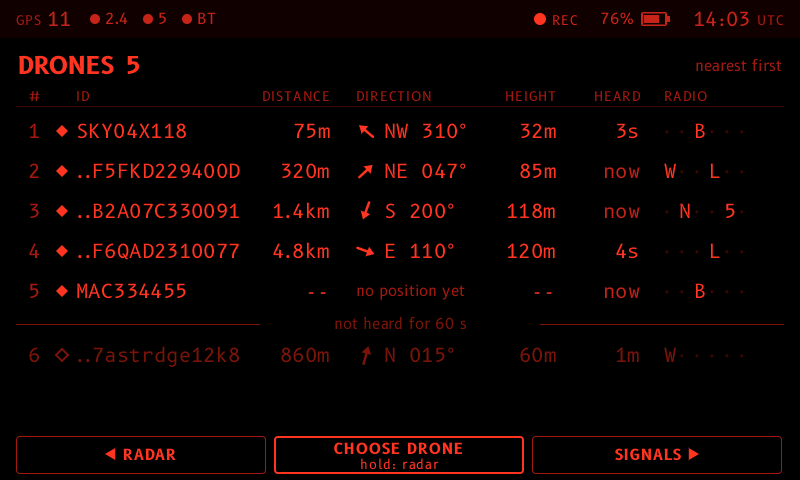 GPS 11 2.4 5 BT REC 76% 14:03 UTC
DRONES 5 nearest first
# ID DISTANCE DIRECTION HEIGHT HEARD RADIO
1 SKY04X118 75m NW 310° 32m 3s · · B · · ·
2 ..F5FKD229400D 320m NE 047° 85m now W · · L · ·
3 ..B2A07C330091 1.4km S 200° 118m now · N · · 5 ·
4 ..F6QAD2310077 4.8km E 110° 120m 4s · · · L · ·
5 MAC334455 -- no position yet -- now · · B · · ·
not heard for 60 s
6 ..7astrdge12k8 860m N 015° 60m 1m W · · · · ·
RADAR CHOOSE DRONE SIGNALS
hold: radar